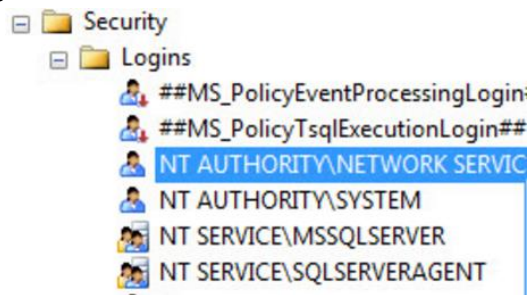 Security
Logins
##MS_PolicyEventProcessingLogin
##MS_PolicyTsqlExecutionLogin##
NT AUTHORITY\NETWORK SERVIC
NT AUTHORITY\SYSTEM
NT SERVICE\MSSQLSERVER
NT SERVICE\SQLSERVERAGENT